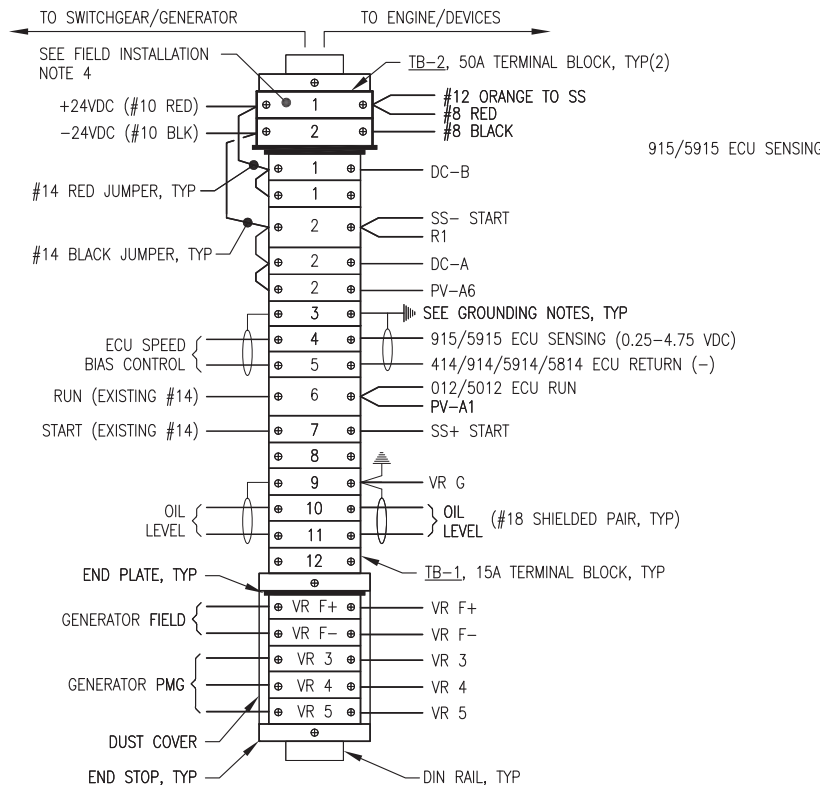 TO SWITCHGEAR/GENERATOR
TO ENGINE/DEVICES
SEE FIELD INSTALLATION
NOTE 4
TB-2, 50A TERMINAL BLOCK, TYP(2)
+24VDC (#10 RED)
1
#12 ORANGE TO SS
#8 RED
-24VDC (#10 BLK)
2
#8 BLACK
915/5915 ECU SENSING
1
DC-B
#14 RED JUMPER, TYP
1
2
SS- START
R1
#14 BLACK JUMPER, TYP
2
DC-A
2
PV-A6
3
SEE GROUNDING NOTES, TYP
ECU SPEED
BIAS CONTROL
4
915/5915 ECU SENSING (0.25-4.75 VDC)
5
414/914/5914/5814 ECU RETURN (-)
RUN (EXISTING #14)
6
012/5012 ECU RUN
PV-A1
START (EXISTING #14)
7
SS+ START
8
9
VR G
OIL
LEVEL
10
11
OIL
LEVEL
(#18 SHIELDED PAIR, TYP)
12
TB-1, 15A TERMINAL BLOCK, TYP
END PLATE, TYP
GENERATOR FIELD
VR F+
VR F+
VR F-
VR F-
GENERATOR PMG
VR 3
VR 3
VR 4
VR 4
VR 5
VR 5
DUST COVER
END STOP, TYP
DIN RAIL, TYP